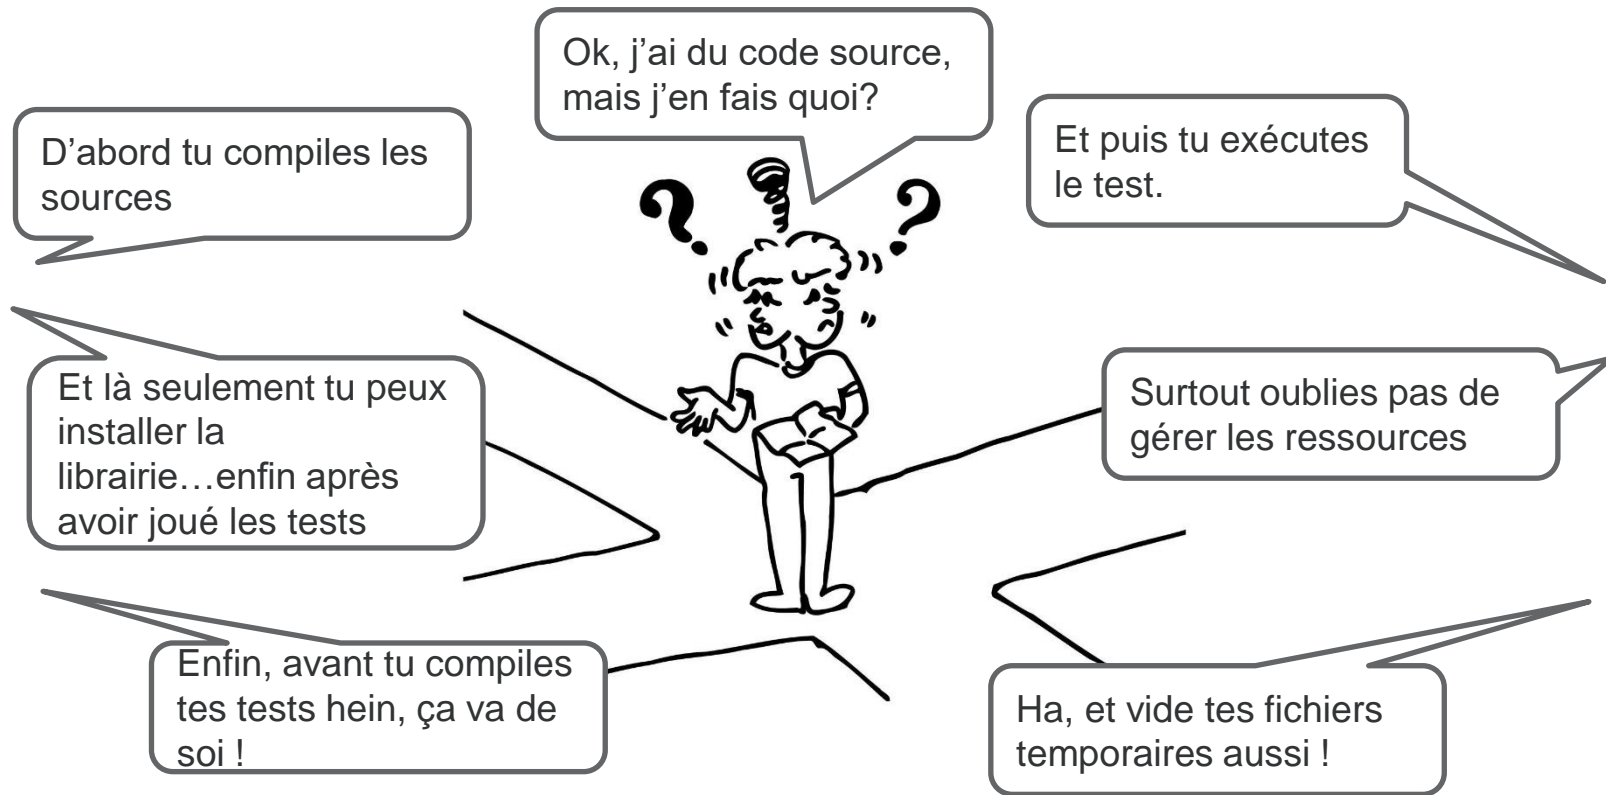 Ok, j’ai du code source,
mais j’en fais quoi?
D’abord tu compiles les
sources
Et puis tu exécutes
le test.
Et là seulement tu peux
installer la
librairie…enfin après
avoir joué les tests
Surtout oublies pas de
gérer les ressources
Enfin, avant tu compiles
tes tests hein, ça va de
soi !
Ha, et vide tes fichiers
temporaires aussi !